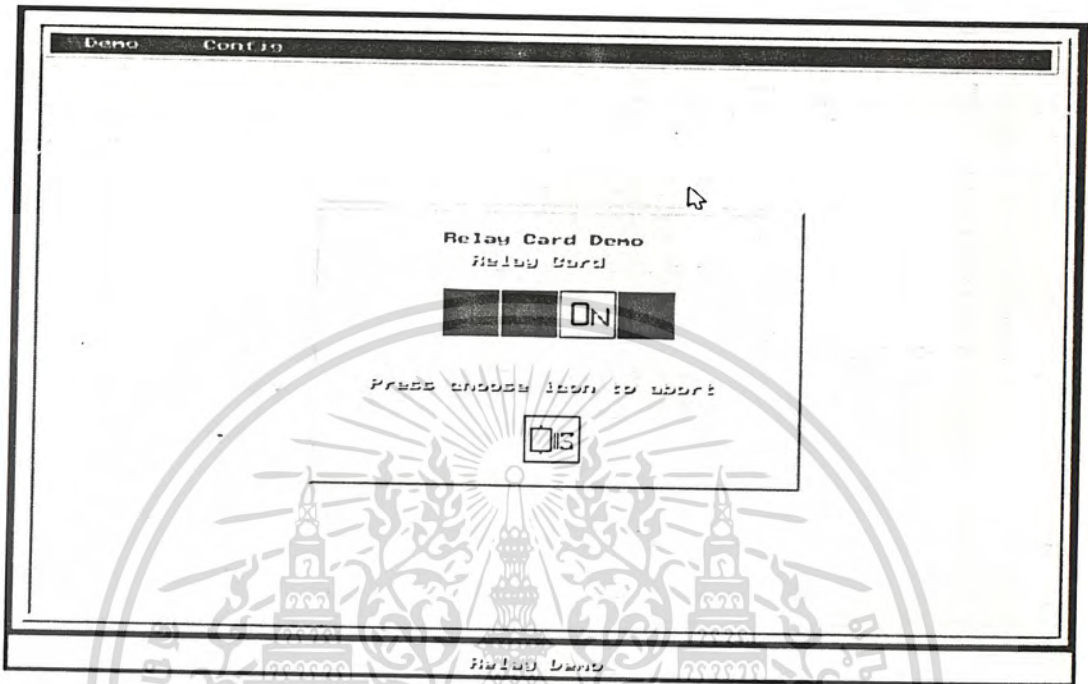 Demo Config
Relay Card Demo
Relay Card
ON
Press choose icon to abort
Relay Demo